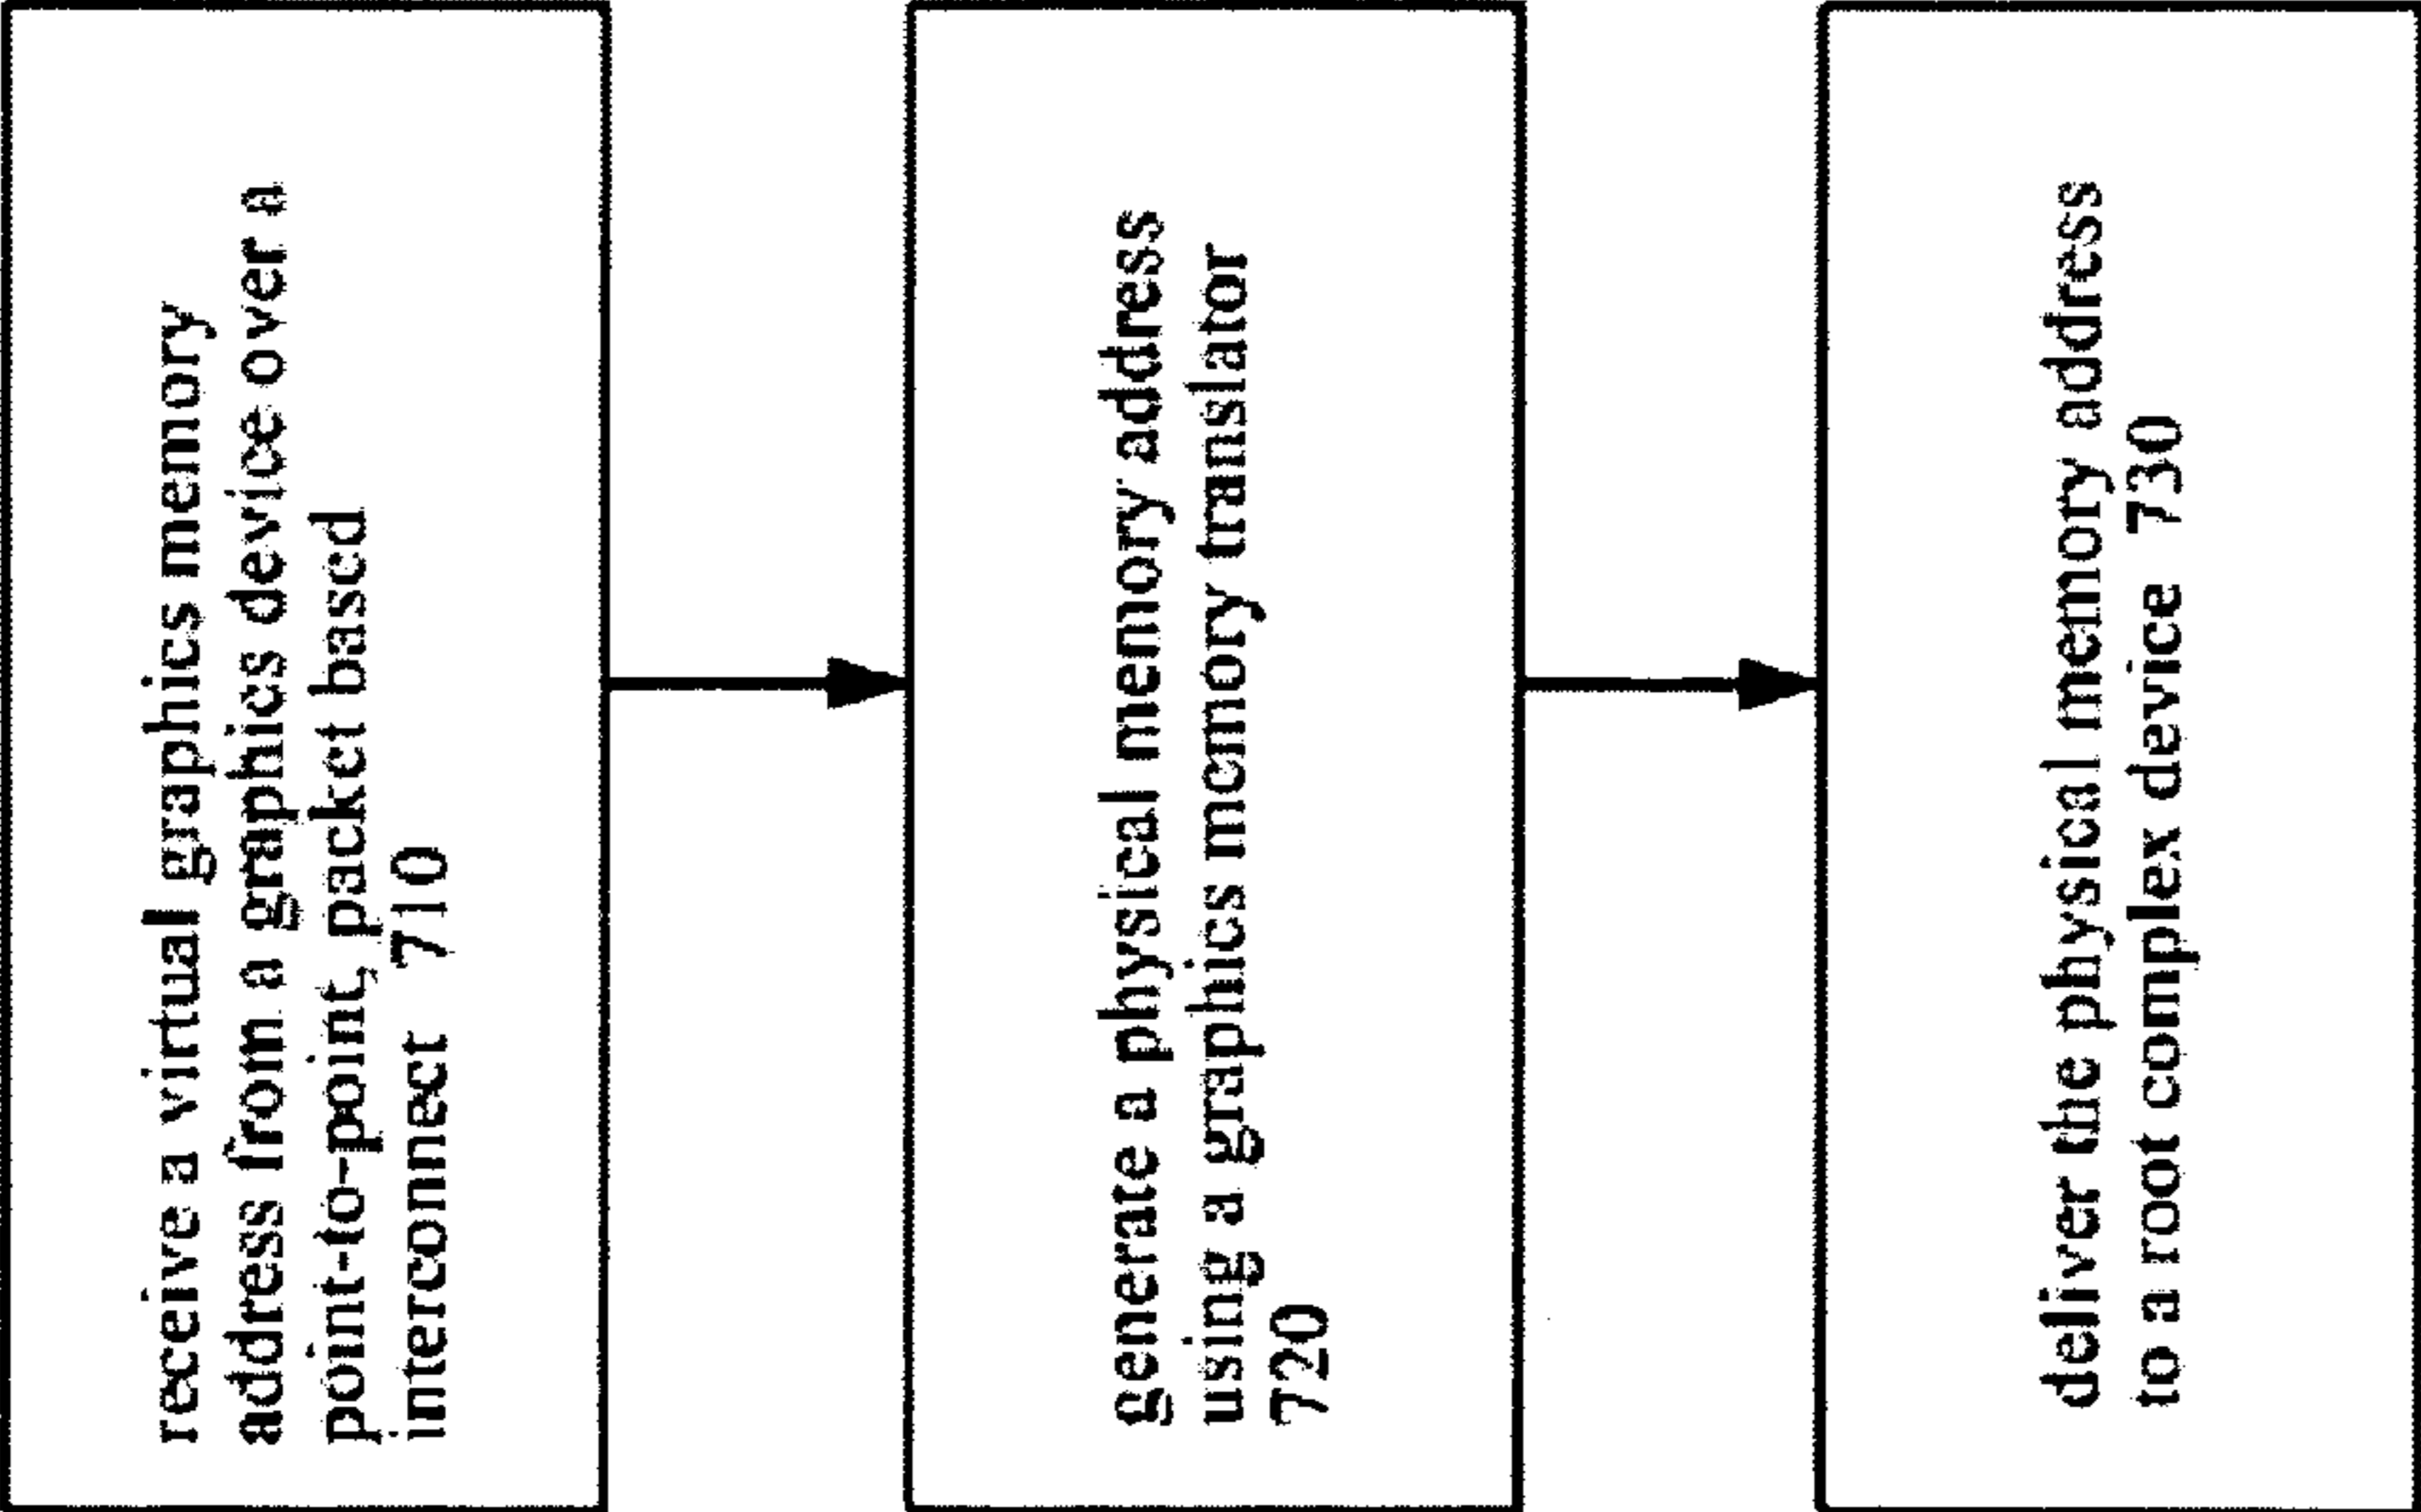 receive a virtual graphics memory
address from a graphics device over a
point-to-point, packet based
interconnect 710
generate a physical memory address
using a graphics memory translator
720
deliver the physical memory address
to a root complex device 730